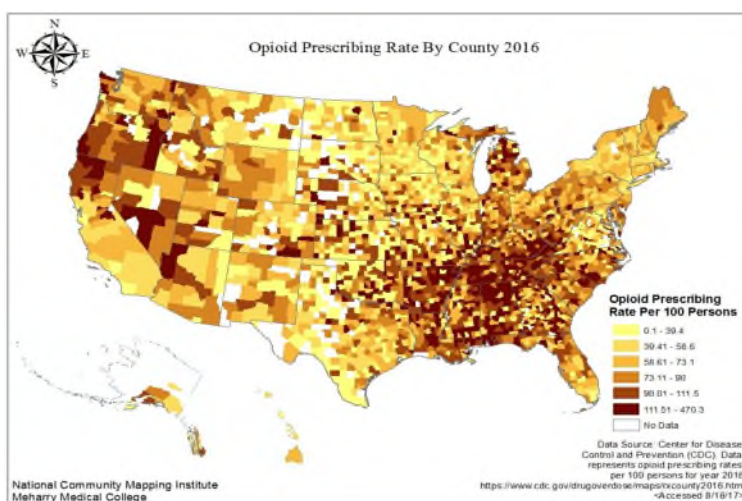 N
W E
S
Opioid Prescribing Rate By County 2016
Opioid Prescribing
Rate Per 100 Persons
0.1 - 39.4
39.41 - 56.6
56.61 - 73.1
73.11 - 90
90.01 - 111.5
111.51 - 470.3
No Data
Data Source: Center for Disease
Control and Prevention (CDC). Data
represents opioid prescribing rates
per 100 persons for year 2016
https://www.cdc.gov/drugoverdose/maps/rxcounty2016.html
<Accessed 8/16/17>
National Community Mapping Institute
Meharry Medical College